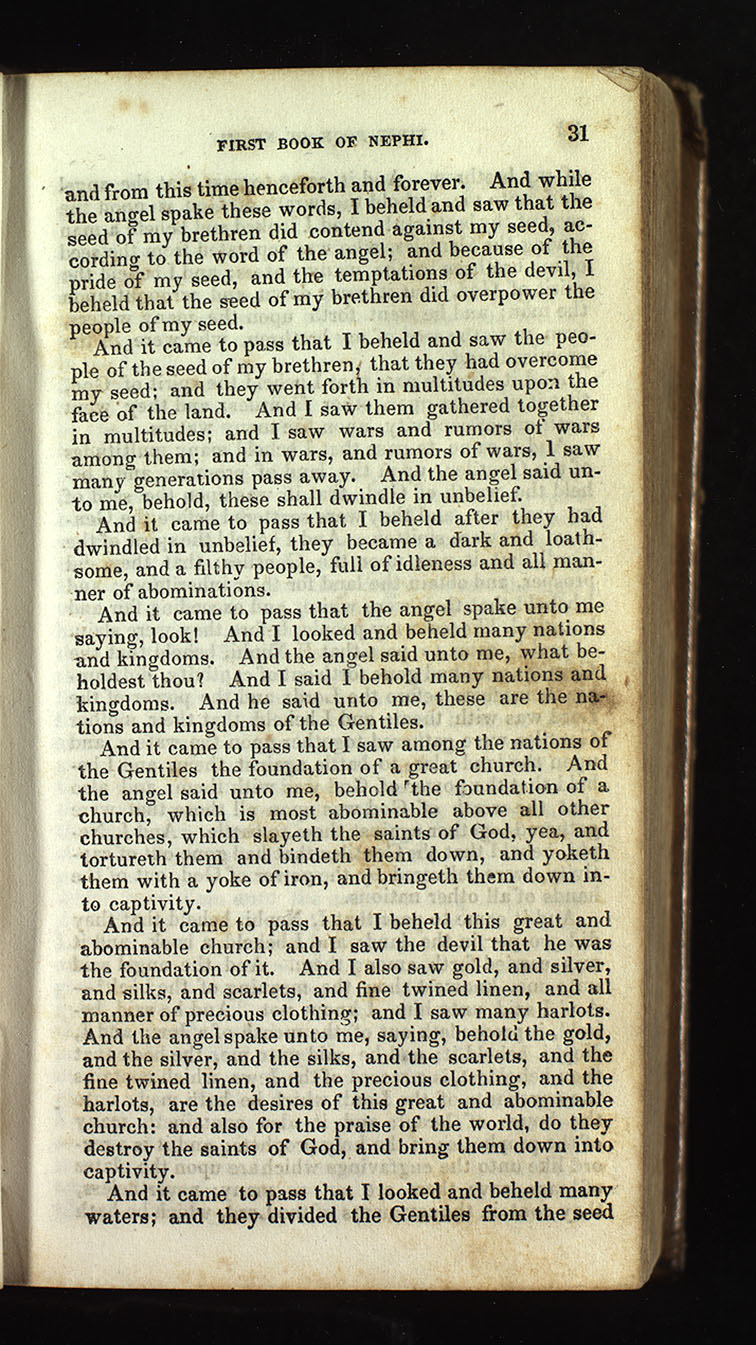 FIRST BOOK OF NEPHI. 31
and from this time henceforth and forever. And while
the angel spake these words, I beheld and saw that the
seed of my brethren did contend against my seed, ac-
cording to the word of the angel; and because of the
pride of my seed, and the temptations of the devil, I
beheld that the seed of my brethren did overpower the
people of my seed.
And it came to pass that I beheld and saw the peo-
ple of the seed of my brethren, that they had overcome
my seed; and they went forth in multitudes upon the
face of the land. And I saw them gathered together
in multitudes; and I saw wars and rumors of wars
among them; and in wars, and rumors of wars, I saw
many generations pass away. And the angel said un-
to me, behold, these shall dwindle in unbelief.
And it came to pass that I beheld after they had
dwindled in unbelief, they became a dark and loath-
some, and a filthy people, full of idleness and all man-
ner of abominations.
And it came to pass that the angel spake unto me
saying, look! And I looked and beheld many nations
and kingdoms. And the angel said unto me, what be-
holdest thou? And I said I behold many nations and
kingdoms. And he said unto me, these are the na-
tions and kingdoms of the Gentiles.
And it came to pass that I saw among the nations of
the Gentiles the foundation of a great church. And
the angel said unto me, behold the foundation of a
church, which is most abominable above all other
churches, which slayeth the saints of God, yea, and
tortureth them and bindeth them down, and yoketh
them with a yoke of iron, and bringeth them down in-
to captivity.
And it came to pass that I beheld this great and
abominable church; and I saw the devil that he was
the foundation of it. And I also saw gold, and silver,
and silks, and scarlets, and fine twined linen, and all
manner of precious clothing; and I saw many harlots.
And the angel spake unto me, saying, behold the gold,
and the silver, and the silks, and the scarlets, and the
fine twined linen, and the precious clothing, and the
harlots, are the desires of this great and abominable
church: and also for the praise of the world, do they
destroy the saints of God, and bring them down into
captivity.
And it came to pass that I looked and beheld many
waters; and they divided the Gentiles from the seed